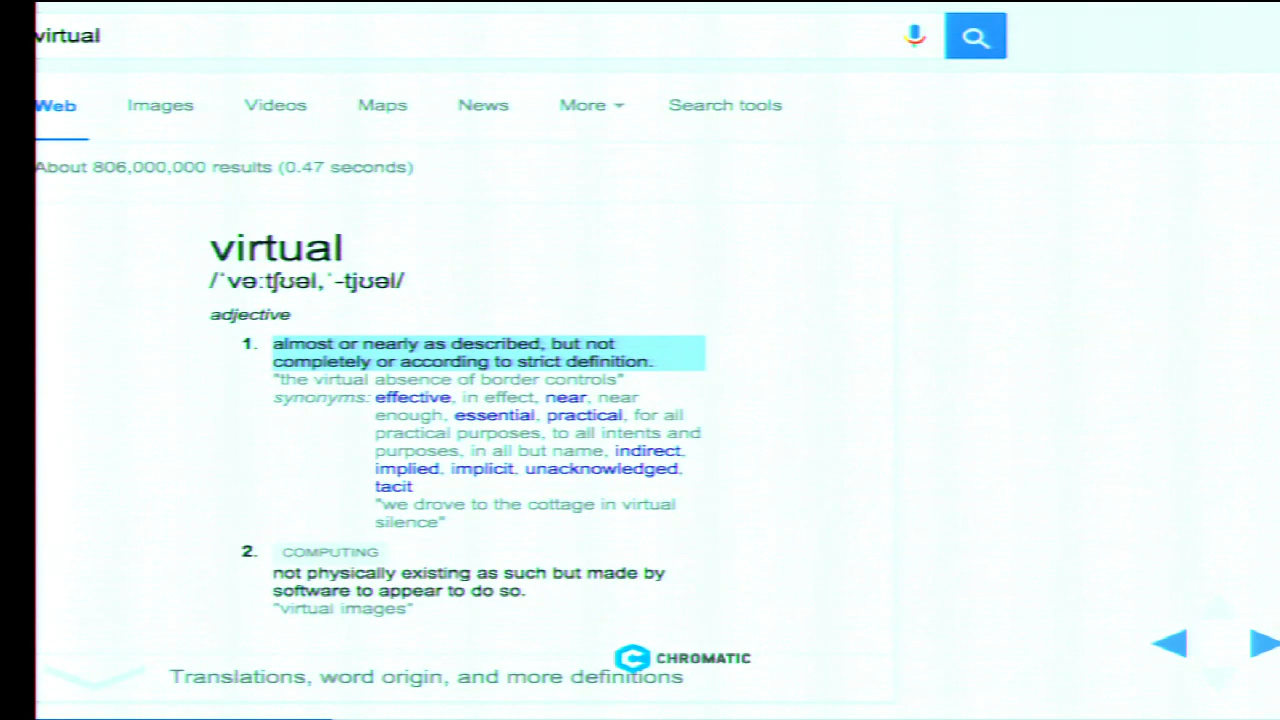 virtual
Web Images Videos Maps News More Search tools
About 806,000,000 results (0.47 seconds)
virtual
/ˈvəːtʃʊəl,ˈ-tjʊəl/
adjective
1. almost or nearly as described, but not
completely or according to strict definition.
"the virtual absence of border controls"
synonyms: effective, in effect, near, near
enough, essential, practical, for all
practical purposes, to all intents and
purposes, in all but name, indirect,
implied, implicit, unacknowledged,
tacit
"we drove to the cottage in virtual
silence"
2. COMPUTING
not physically existing as such but made by
software to appear to do so.
"virtual images"
CHROMATIC
Translations, word origin, and more definitions